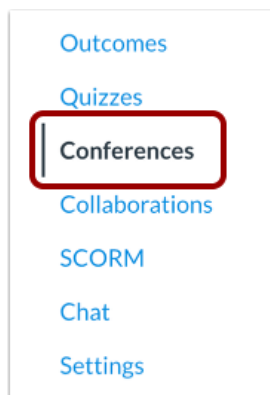 Outcomes
Quizzes
Conferences
Collaborations
SCORM
Chat
Settings